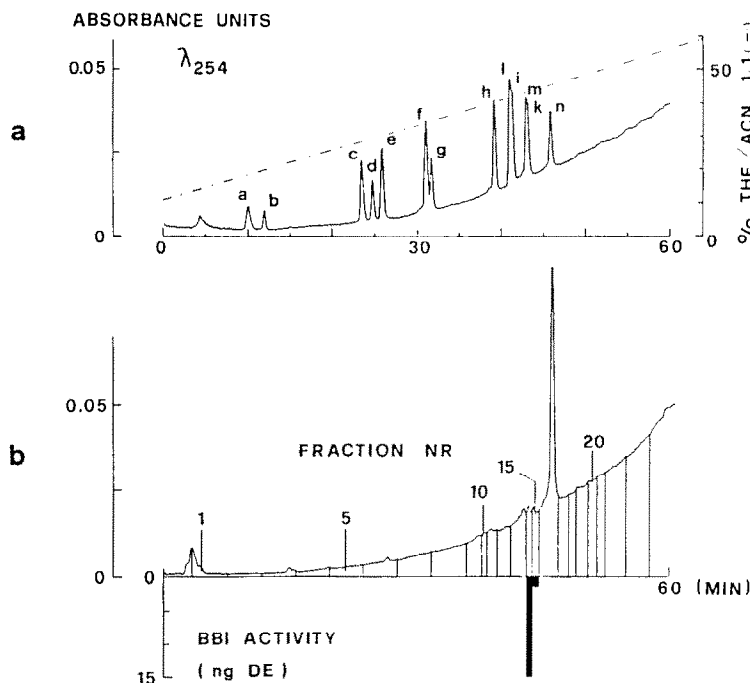 ABSORBANCE UNITS
λ254
0.05
50
a
l
h
i
m
f
k
n
e
g
c
d
a
b
0
0
0
30
60
% THF/ACN 1:1 (-·-)
b
0.05
FRACTION NR
20
15
10
5
1
0
0
60 (MIN)
BBI ACTIVITY
(ng DE)
15